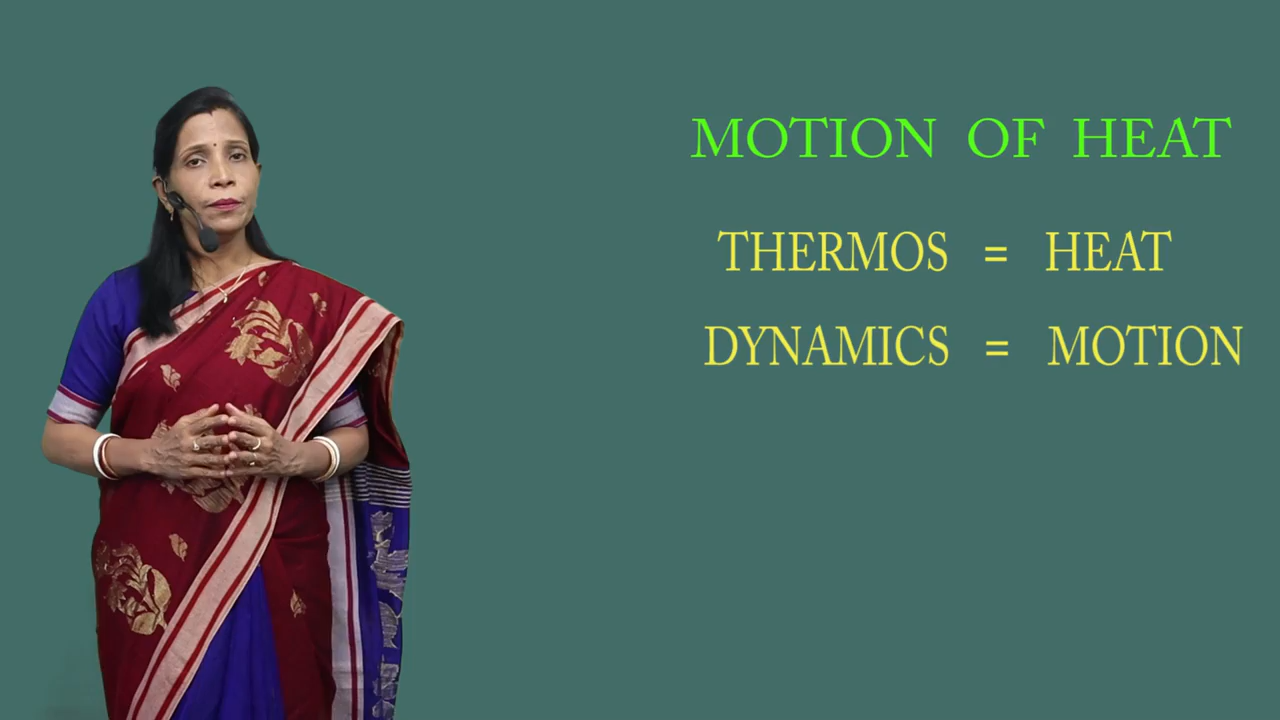 MOTION OF HEAT
THERMOS = HEAT
DYNAMICS = MOTION